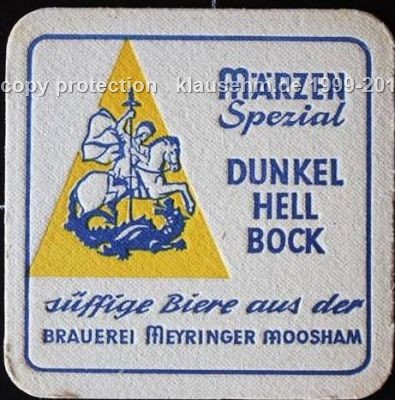 MÄRZEN
copy protection klausehm.de 1999-201
Spezial
DUNKEL
HELL
BOCK
süffige Biere aus der
BRAUEREI MEYRINGER MOOSHAM